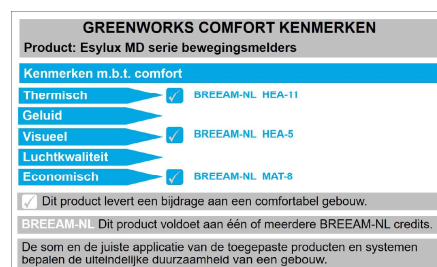 GREENWORKS COMFORT KENMERKEN
Product: Esylux MD serie bewegingsmelders
Kenmerken m.b.t. comfort
Thermisch BREEAM-NL HEA-11
Geluid
Visueel BREEAM-NL HEA-5
Luchtkwaliteit
Economisch BREEAM-NL MAT-8
Dit product levert een bijdrage aan een comfortabel gebouw.
BREEAM-NL Dit product voldoet aan één of meerdere BREEAM-NL credits.
De som en de juiste applicatie van de toegepaste producten en systemen
bepalen de uiteindelijke duurzaamheid van een gebouw.